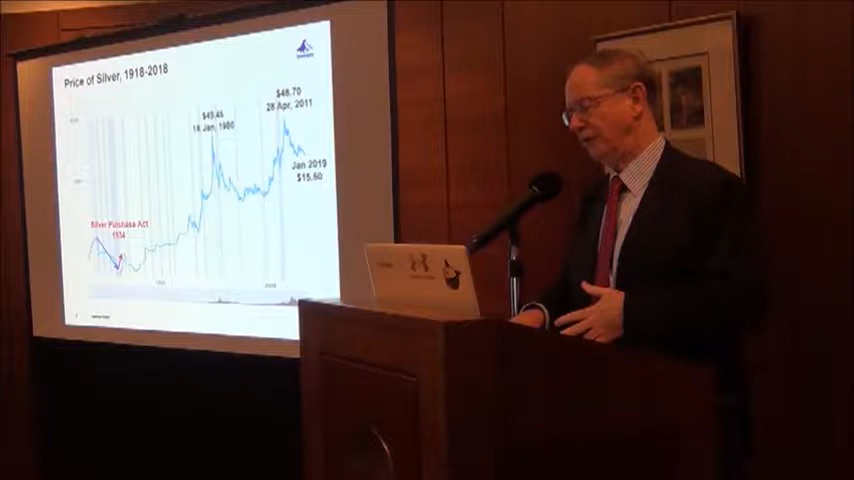 Price of Silver, 1918-2018
$48.70
28 Apr, 2011
$49.45
18 Jan, 1980
Jan 2019
$15.60
Silver Purchase Act
1934